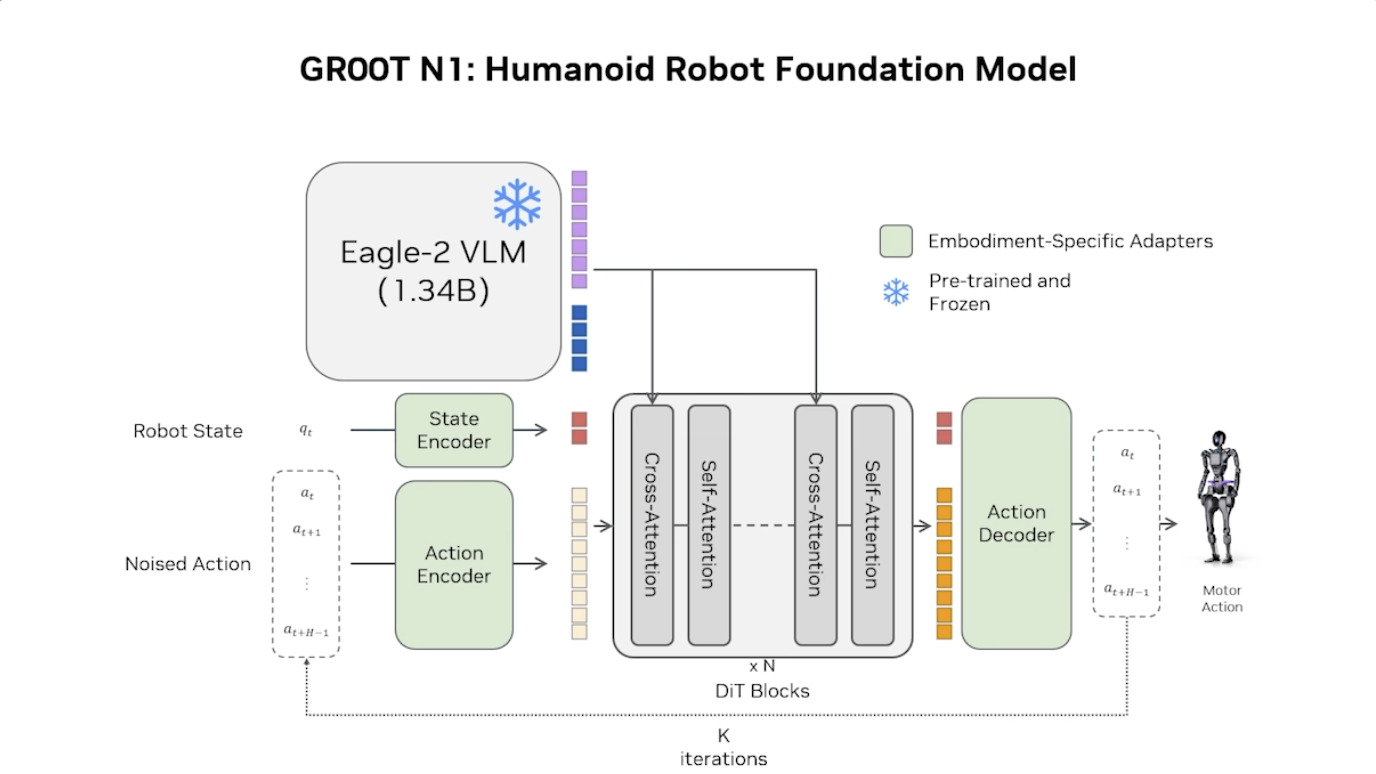 GR00T N1: Humanoid Robot Foundation Model
Eagle-2 VLM
(1.34B)
Embodiment-Specific Adapters
Pre-trained and
Frozen
Robot State
q_t
State
Encoder
Noised Action
a_t
a_{t+1}
⋮
a_{t+H-1}
Action
Encoder
Cross-Attention
Self-Attention
Cross-Attention
Self-Attention
x N
DiT Blocks
Action
Decoder
a_t
a_{t+1}
⋮
a_{t+H-1}
Motor
Action
K
iterations